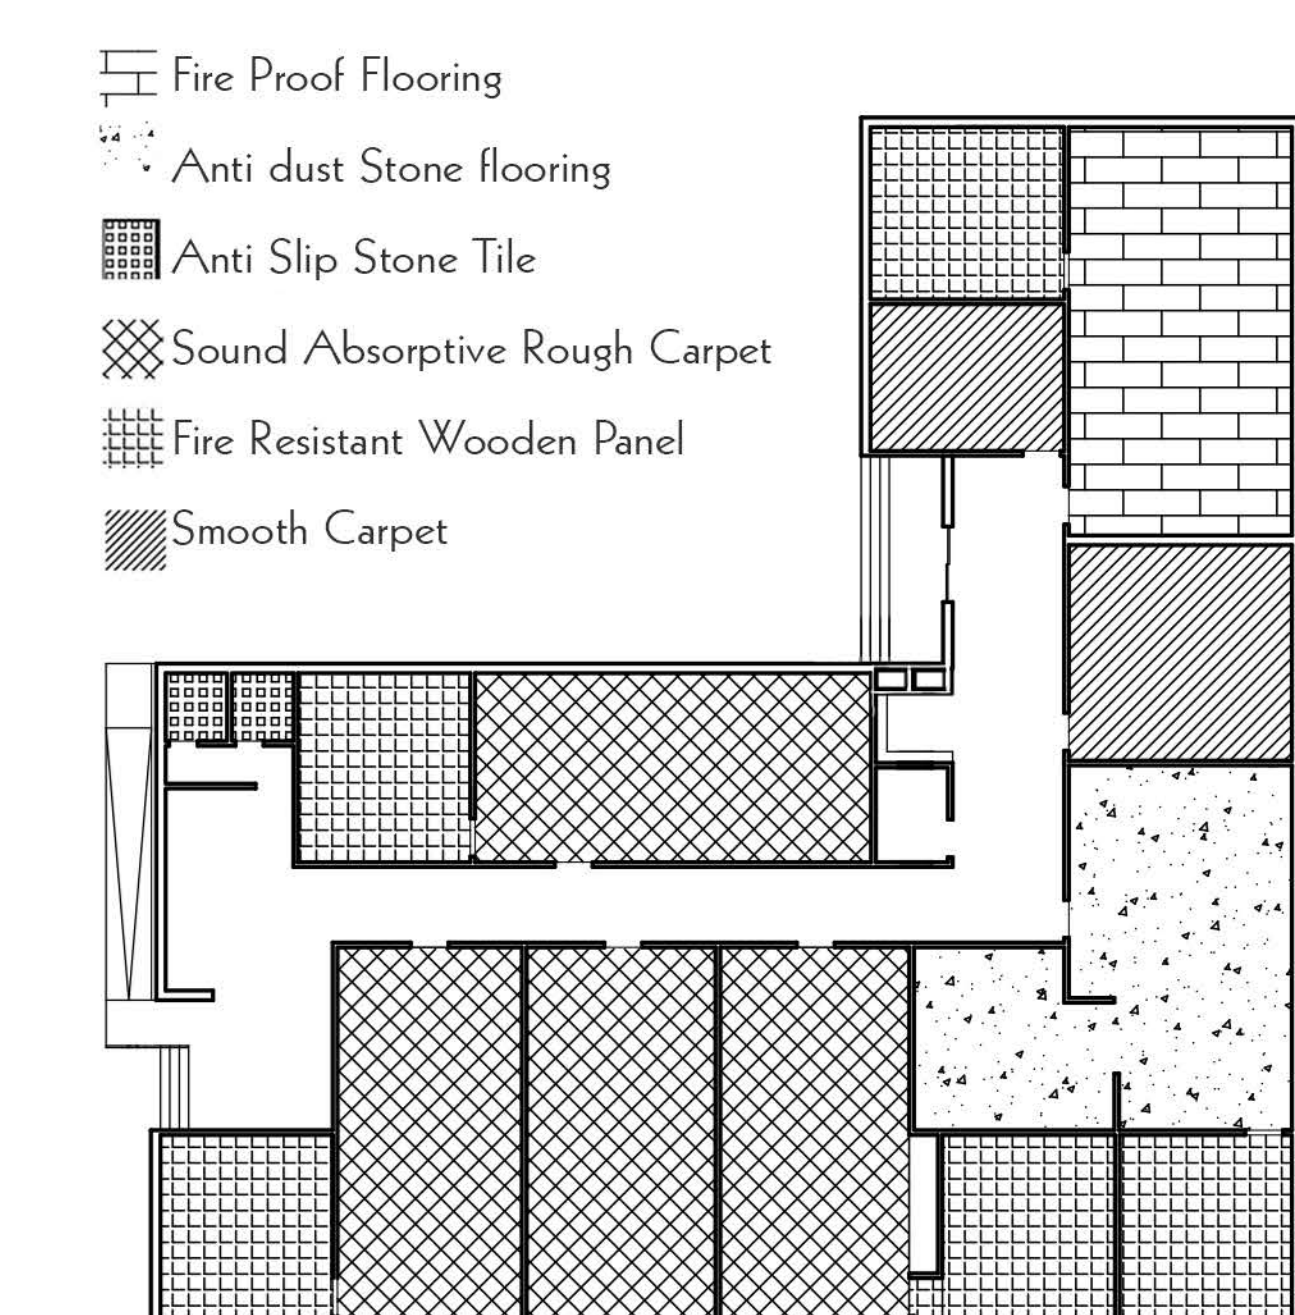 Fire Proof Flooring
Anti dust Stone flooring
Anti Slip Stone Tile
Sound Absorptive Rough Carpet
Fire Resistant Wooden Panel
Smooth Carpet